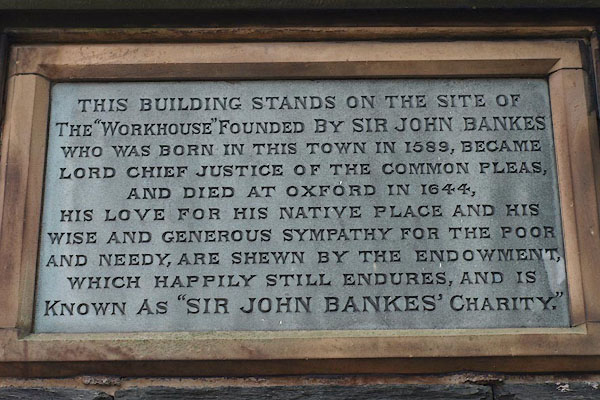 THIS BUILDING STANDS ON THE SITE OF
THE "WORKHOUSE" FOUNDED BY SIR JOHN BANKES
WHO WAS BORN IN THIS TOWN IN 1589, BECAME
LORD CHIEF JUSTICE OF THE COMMON PLEAS,
AND DIED AT OXFORD IN 1644,
HIS LOVE FOR HIS NATIVE PLACE AND HIS
WISE AND GENEROUS SYMPATHY FOR THE POOR
AND NEEDY, ARE SHEWN BY THE ENDOWMENT,
WHICH HAPPILY STILL ENDURES, AND IS
KNOWN AS "SIR JOHN BANKES' CHARITY."